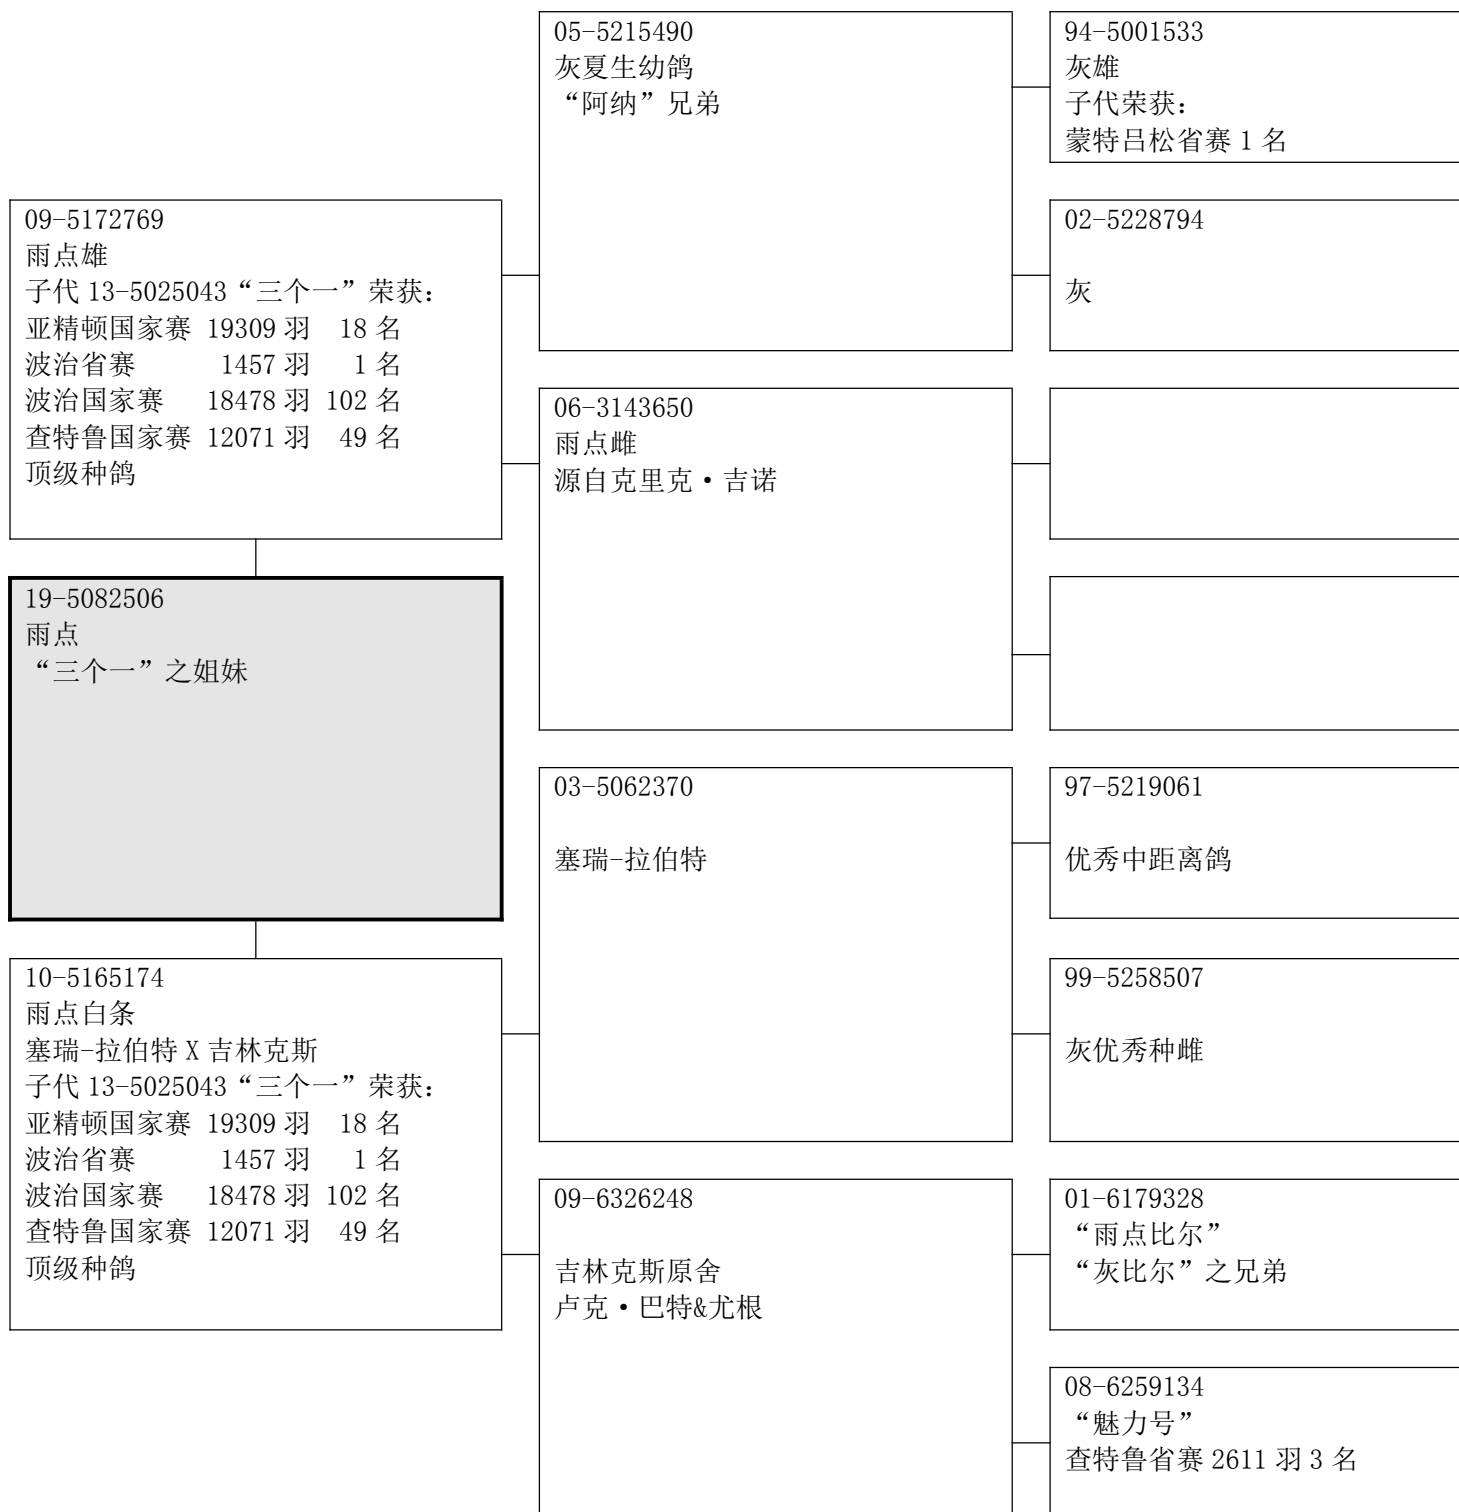 05-5215490
灰夏生幼鸽
“阿纳”兄弟
94-5001533
灰雄
子代荣获：
蒙特吕松省赛 1 名
09-5172769
雨点雄
子代 13-5025043“三个一”荣获：
亚精顿国家赛 19309 羽 18 名
波治省赛 1457 羽 1 名
波治国家赛 18478 羽 102 名
查特鲁国家赛 12071 羽 49 名
顶级种鸽
02-5228794
灰
06-3143650
雨点雌
源自克里克·吉诺
19-5082506
雨点
“三个一”之姐妹
03-5062370
塞瑞-拉伯特
97-5219061
优秀中距离鸽
10-5165174
雨点白条
塞瑞-拉伯特 X 吉林克斯
子代 13-5025043“三个一”荣获：
亚精顿国家赛 19309 羽 18 名
波治省赛 1457 羽 1 名
波治国家赛 18478 羽 102 名
查特鲁国家赛 12071 羽 49 名
顶级种鸽
99-5258507
灰优秀种雌
09-6326248
吉林克斯原舍
卢克·巴特&尤根
01-6179328
“雨点比尔”
“灰比尔”之兄弟
08-6259134
“魅力号”
查特鲁省赛 2611 羽 3 名